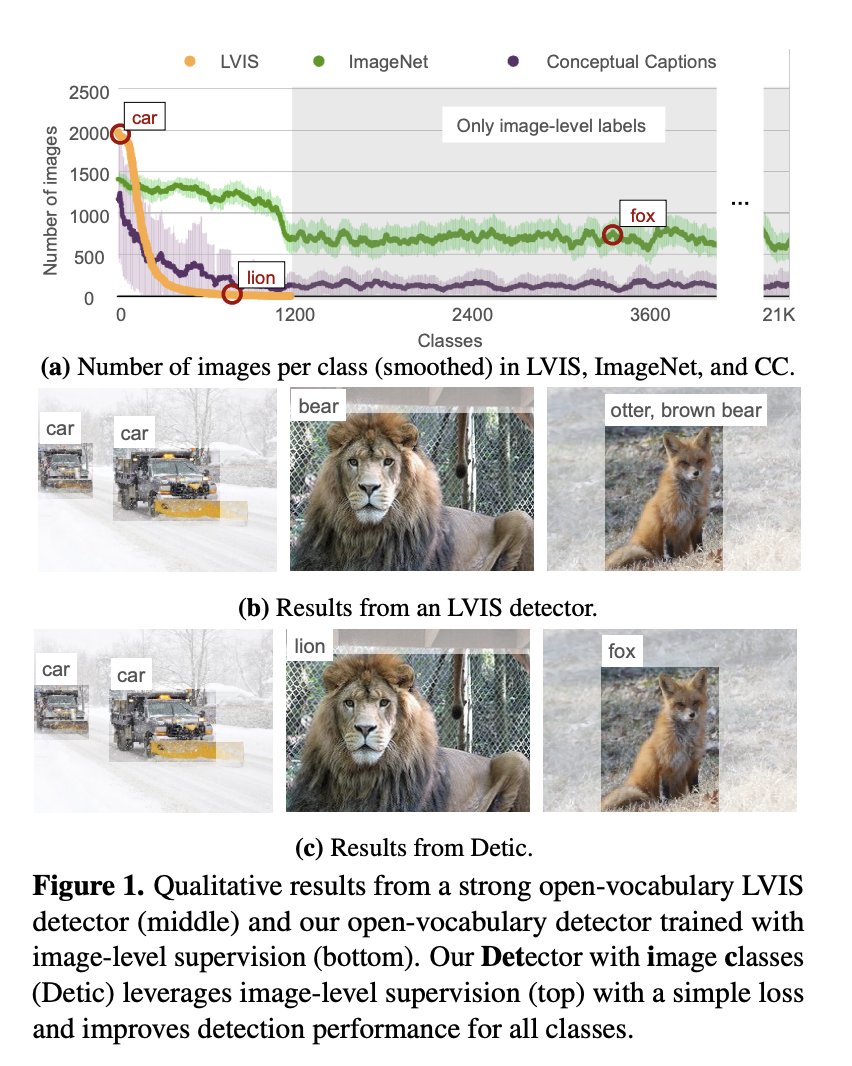 LVIS ImageNet Conceptual Captions
Number of images
2500
2000
1500
1000
500
0
car
lion
fox
Only image-level labels
...
0 1200 2400 3600 21K
Classes
(a) Number of images per class (smoothed) in LVIS, ImageNet, and CC.
car car bear otter, brown bear
(b) Results from an LVIS detector.
car car lion fox
(c) Results from Detic.
Figure 1. Qualitative results from a strong open-vocabulary LVIS
detector (middle) and our open-vocabulary detector trained with
image-level supervision (bottom). Our Detector with image classes
(Detic) leverages image-level supervision (top) with a simple loss
and improves detection performance for all classes.